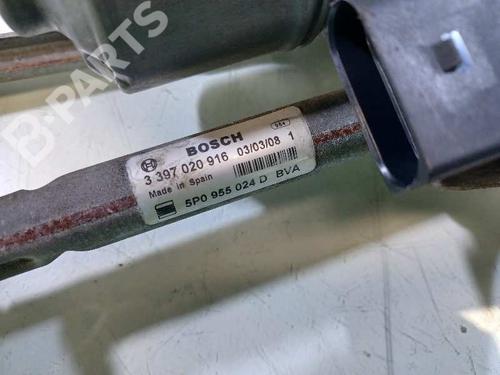 B-PARTS
BOSCH
3 397 020 916 03/03/08 1
Made in Spain
5P0 955 024 D BVA